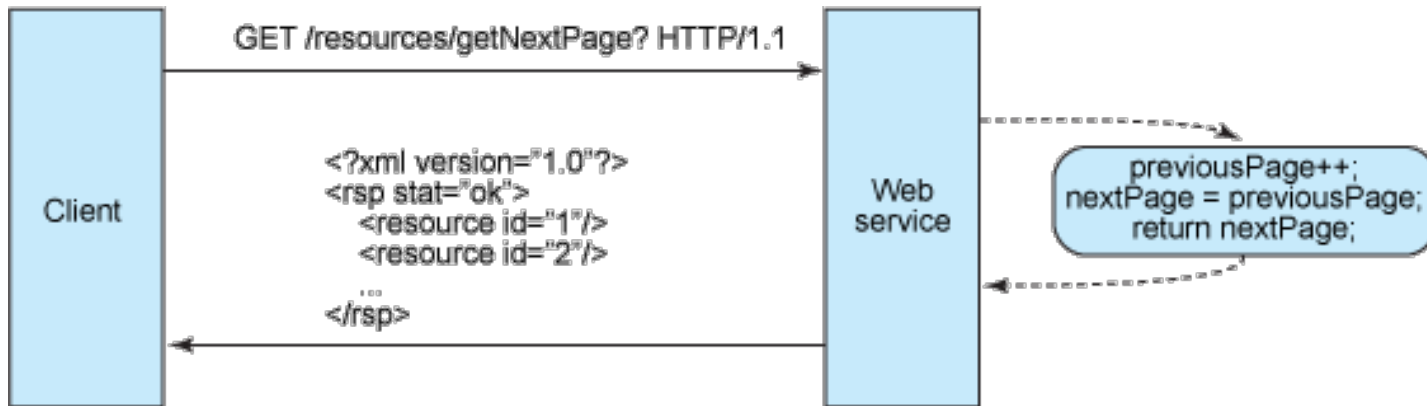 GET /resources/getNextPage? HTTP/1.1
Client
<?xml version="1.0"?>
<rsp stat="ok">
<resource id="1"/>
<resource id="2"/>
...
</rsp>
Web
service
previousPage++;
nextPage = previousPage;
return nextPage;